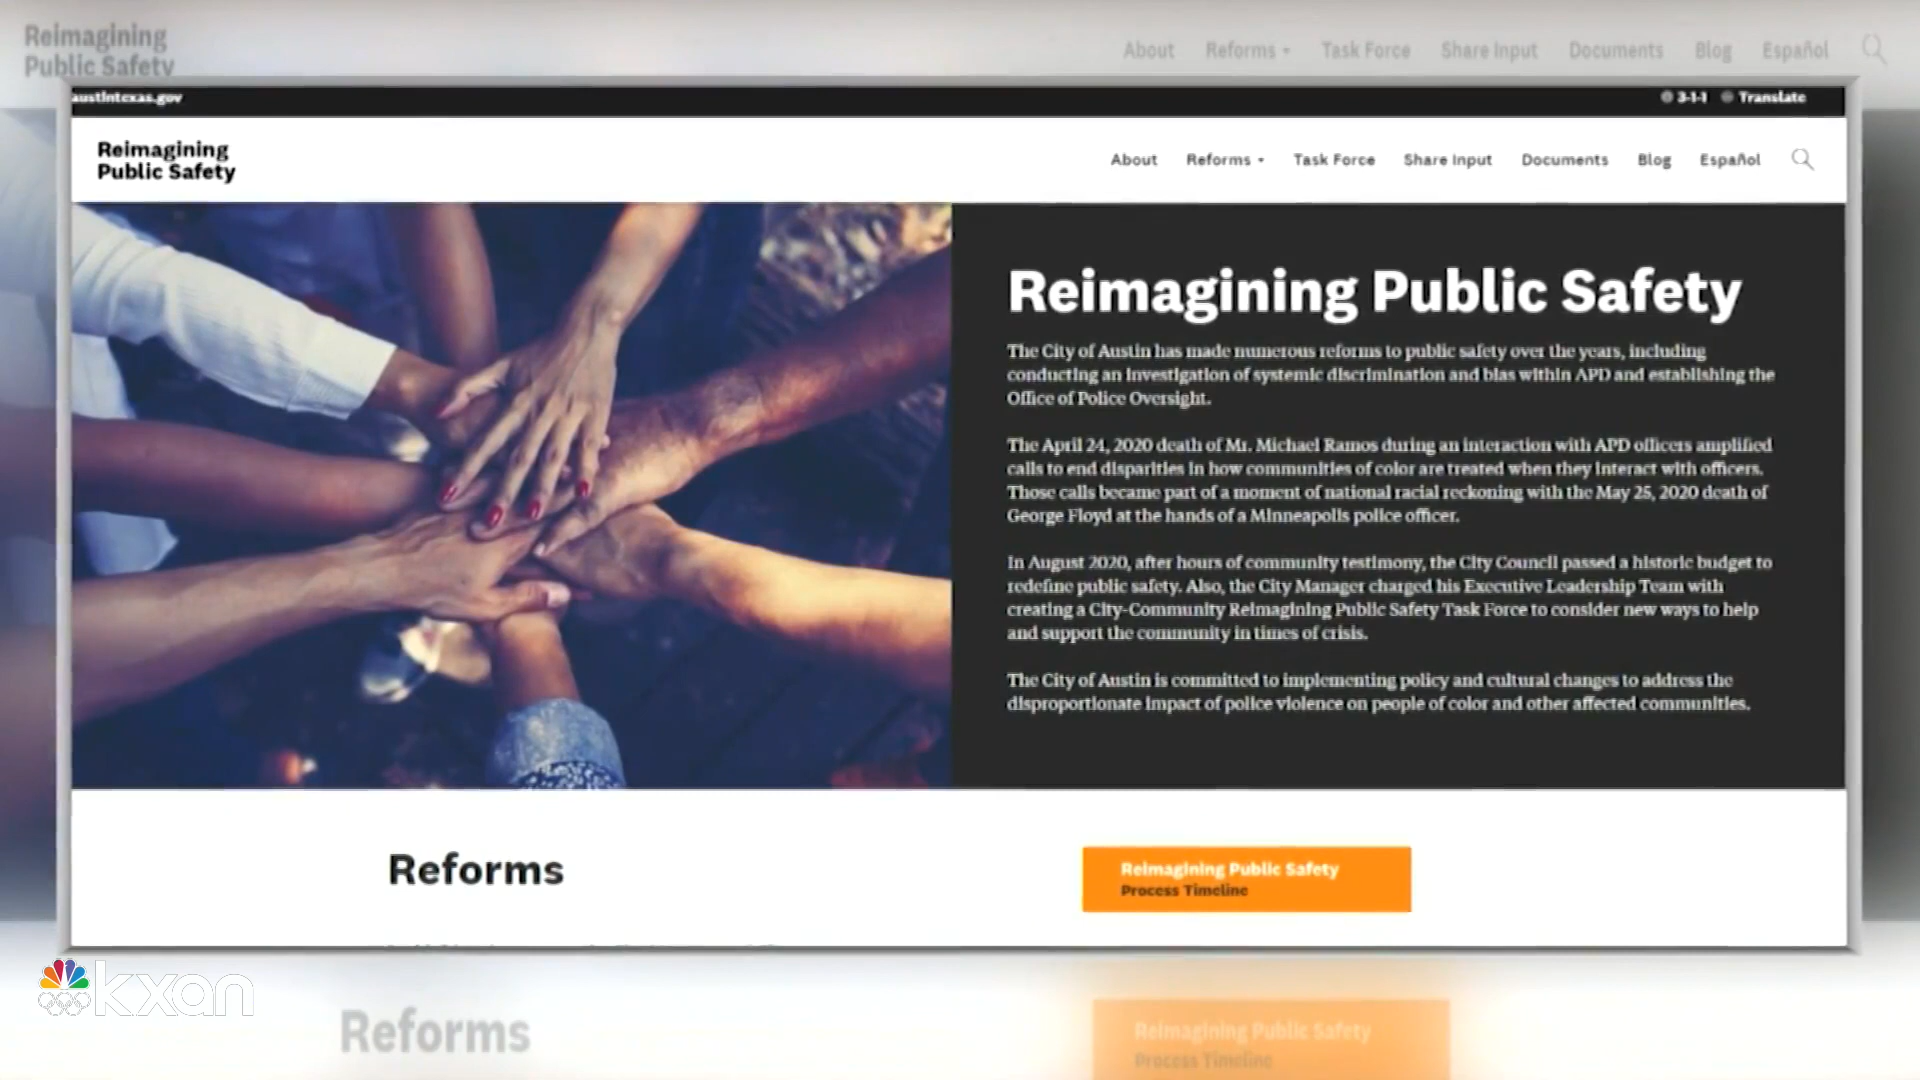 Reimagining
Public Safety
About Reforms Task Force Share Input Documents Blog Español
austintexas.gov
3-1-1 Translate
Reimagining
Public Safety
About Reforms Task Force Share Input Documents Blog Español
Reimagining Public Safety
The City of Austin has made numerous reforms to public safety over the years, including
conducting an investigation of systemic discrimination and bias within APD and establishing the
Office of Police Oversight.
The April 24, 2020 death of Mr. Michael Ramos during an interaction with APD officers amplified
calls to end disparities in how communities of color are treated when they interact with officers.
Those calls became part of a moment of national racial reckoning with the May 25, 2020 death of
George Floyd at the hands of a Minneapolis police officer.
In August 2020, after hours of community testimony, the City Council passed a historic budget to
redefine public safety. Also, the City Manager charged his Executive Leadership Team with
creating a City-Community Reimagining Public Safety Task Force to consider new ways to help
and support the community in times of crisis.
The City of Austin is committed to implementing policy and cultural changes to address the
disproportionate impact of police violence on people of color and other affected communities.
Reforms
Reimagining Public Safety
Process Timeline
kxan
Reforms
Reimagining Public Safety
Process Timeline